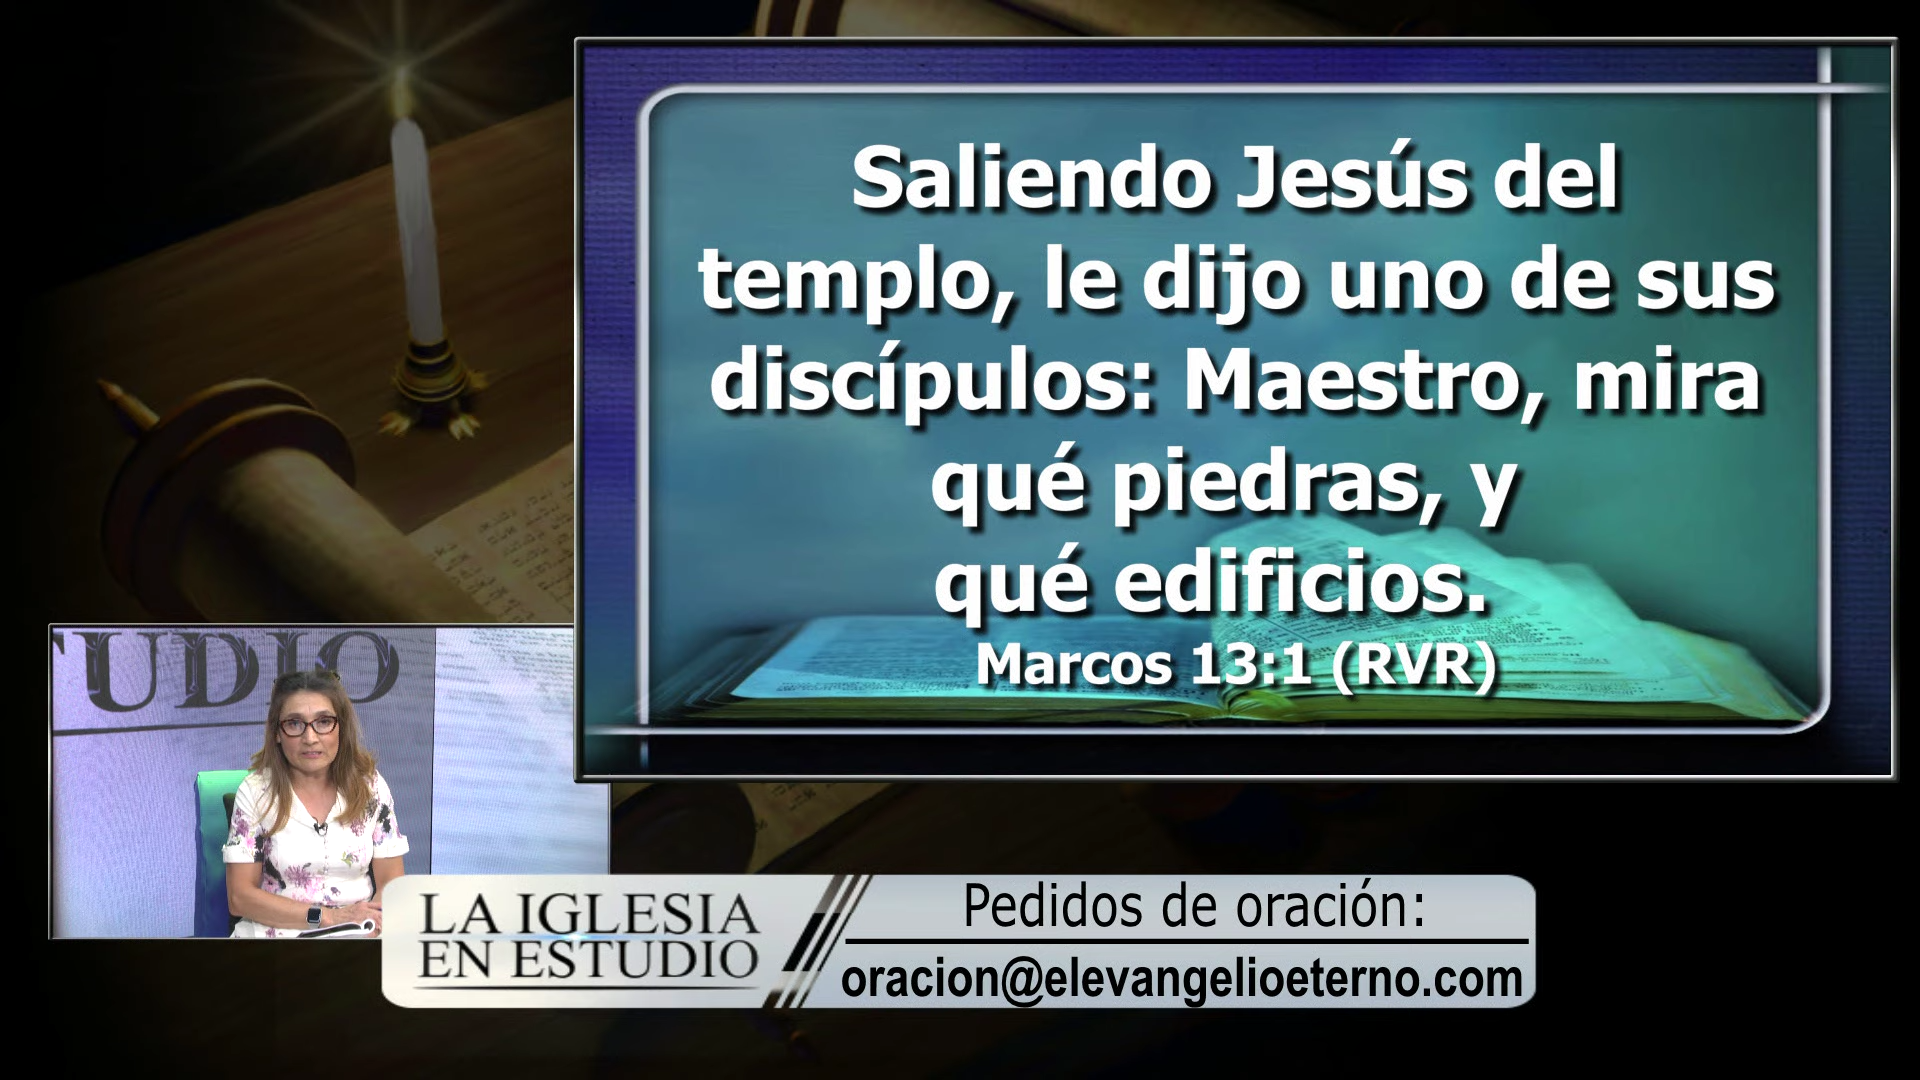 Saliendo Jesús del
templo, le dijo uno de sus
discípulos: Maestro, mira
qué piedras, y
qué edificios.
Marcos 13:1 (RVR)
TUDIO
LA IGLESIA
EN ESTUDIO
Pedidos de oración:
oracion@elevangelioeterno.com